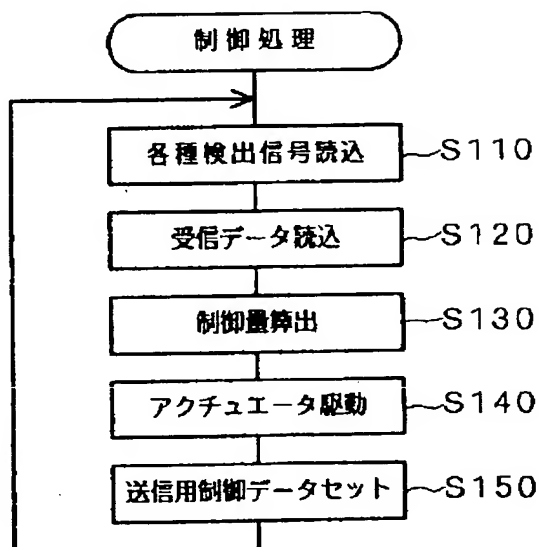 制御処理
各種検出信号読込 S110
受信データ読込 S120
制御量算出 S130
アクチュエータ駆動 S140
送信用制御データセット S150